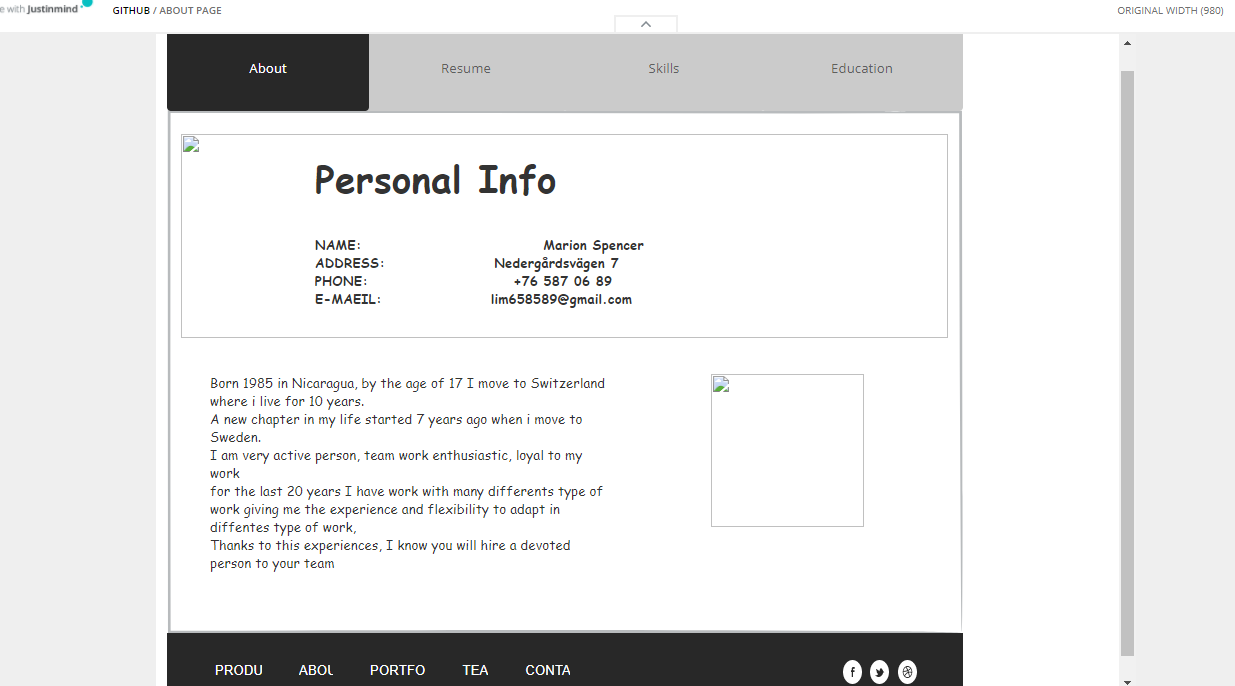 e with Justinmind
GITHUB / ABOUT PAGE
ORIGINAL WIDTH (980)
About
Resume
Skills
Education
Personal Info
NAME: Marion Spencer
ADDRESS: Nedergårdsvägen 7
PHONE: +76 587 06 89
E-MAEIL: lim658589@gmail.com
Born 1985 in Nicaragua, by the age of 17 I move to Switzerland
where i live for 10 years.
A new chapter in my life started 7 years ago when i move to
Sweden.
I am very active person, team work enthusiastic, loyal to my
work
for the last 20 years I have work with many differents type of
work giving me the experience and flexibility to adapt in
diffentes type of work,
Thanks to this experiences, I know you will hire a devoted
person to your team
PRODU
ABOU
PORTFO
TEA
CONTA